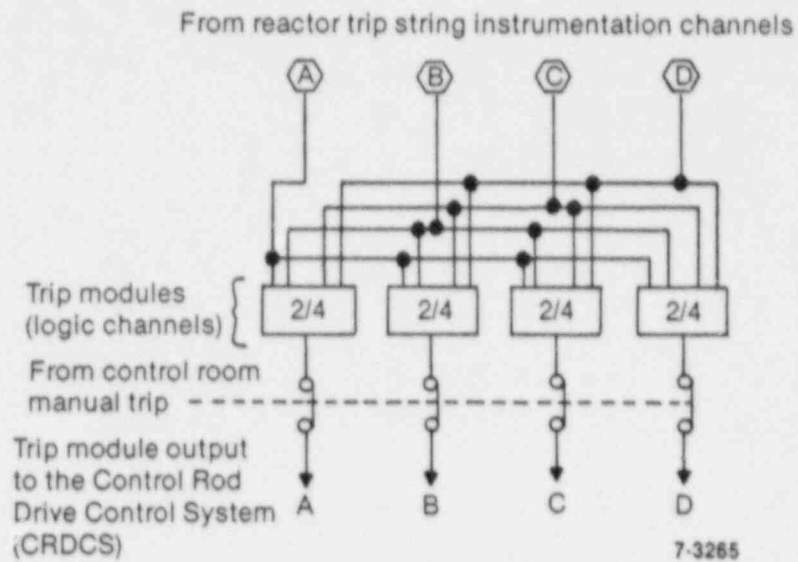 From reactor trip string instrumentation channels
A B C D
Trip modules
(logic channels)
2/4 2/4 2/4 2/4
From control room
manual trip
Trip module output
to the Control Rod
Drive Control System
(CRDCS)
A B C D
7-3265